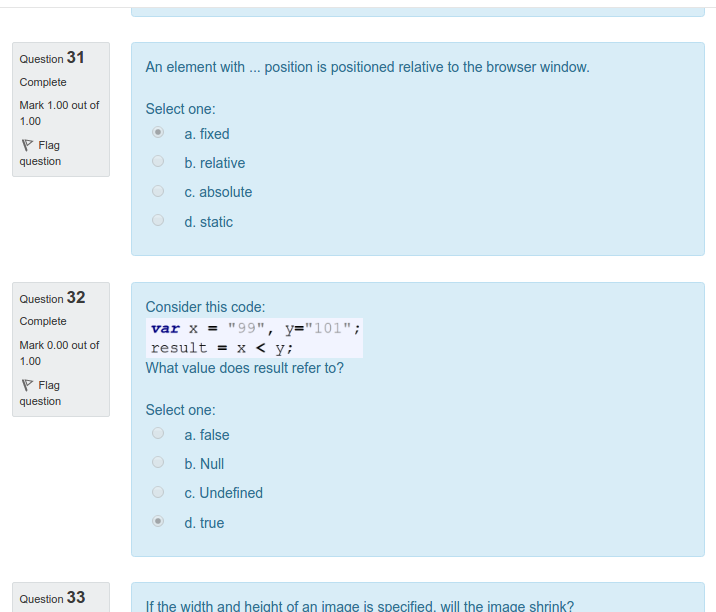 Question 31
Complete
Mark 1.00 out of
1.00
Flag
question
An element with ... position is positioned relative to the browser window.
Select one:
a. fixed
b. relative
c. absolute
d. static
Question 32
Complete
Mark 0.00 out of
1.00
Flag
question
Consider this code:
var x = "99", y="101";
result = x < y;
What value does result refer to?
Select one:
a. false
b. Null
c. Undefined
d. true
Question 33
If the width and height of an image is specified, will the image shrink?